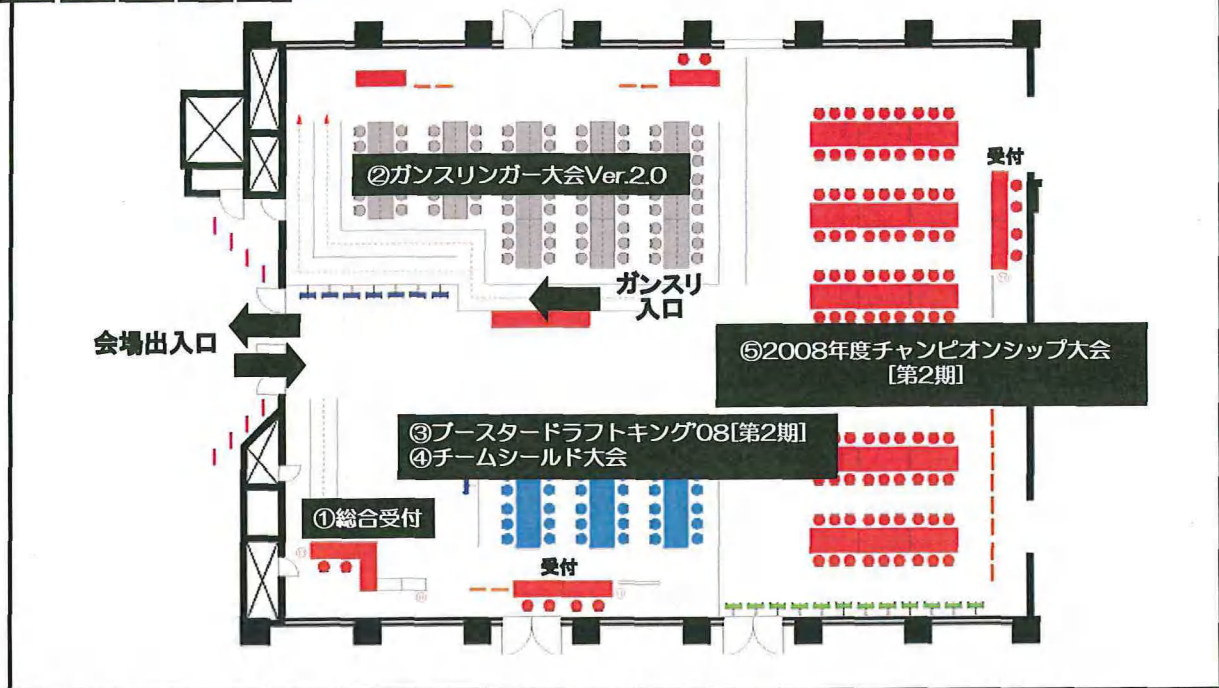 ②ガンスリンガー大会Ver.2.0
受付
ガンスリ
入口
会場出入口
⑤2008年度チャンピオンシップ大会
[第2期]
③ブースタードラフトキング'08[第2期]
④チームシールド大会
①総合受付
受付